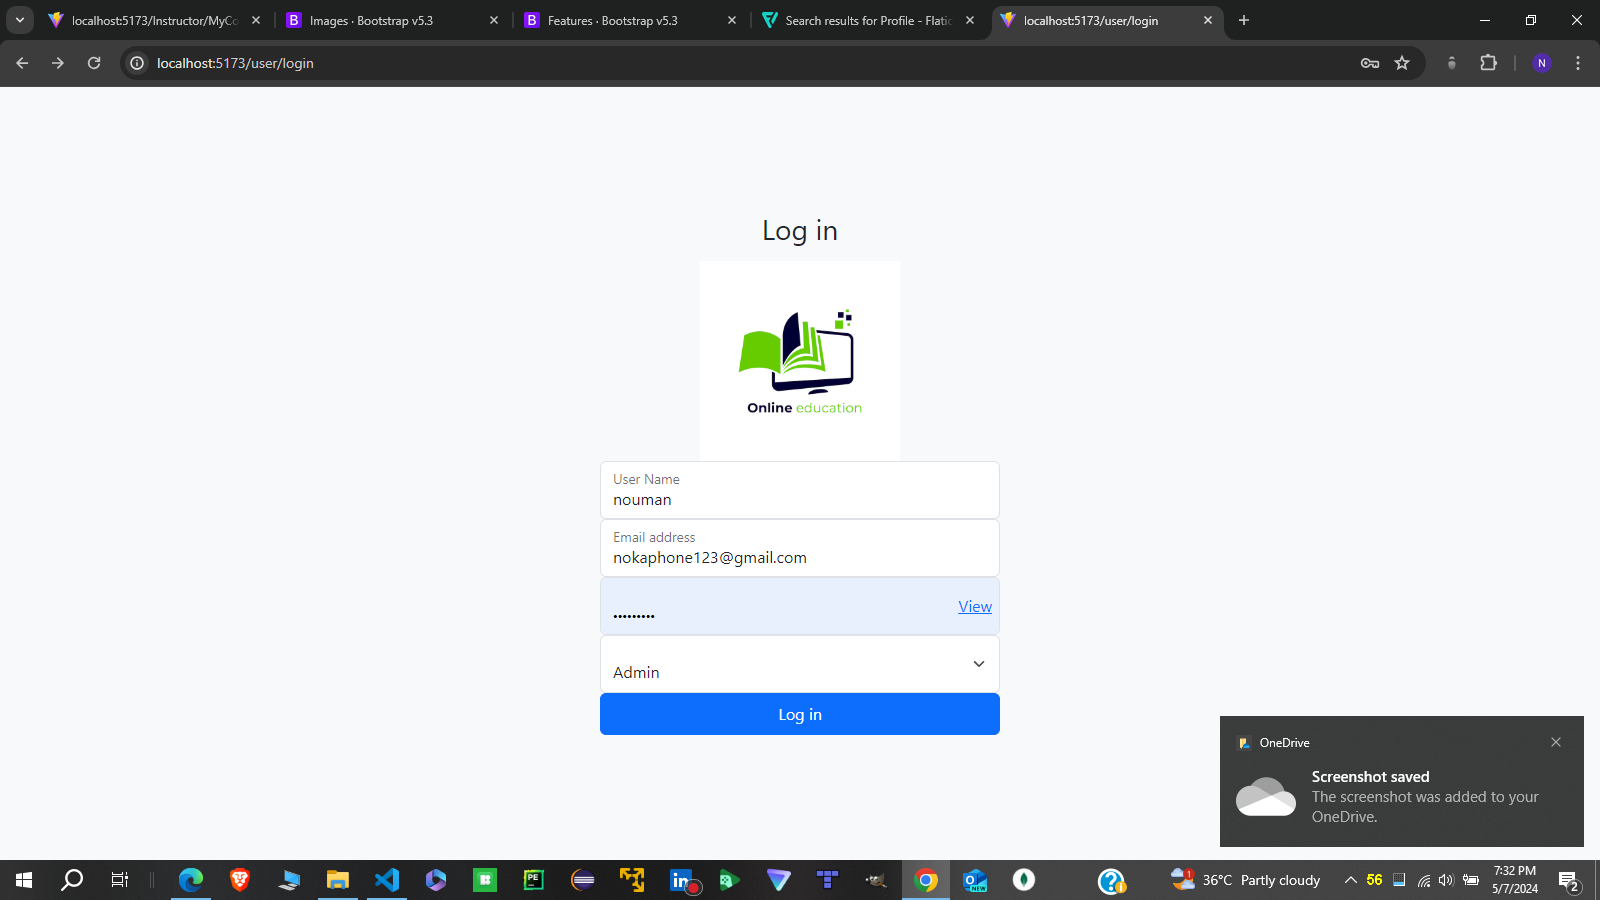 localhost:5173/Instructor/MyCo
Images · Bootstrap v5.3
Features · Bootstrap v5.3
Search results for Profile - Flatic
localhost:5173/user/login
localhost:5173/user/login
N
Log in
Online education
User Name
nouman
Email address
nokaphone123@gmail.com
•••••••••
View
Admin
Log in
OneDrive
Screenshot saved
The screenshot was added to your
OneDrive.
36°C Partly cloudy
56
7:32 PM
5/7/2024
2